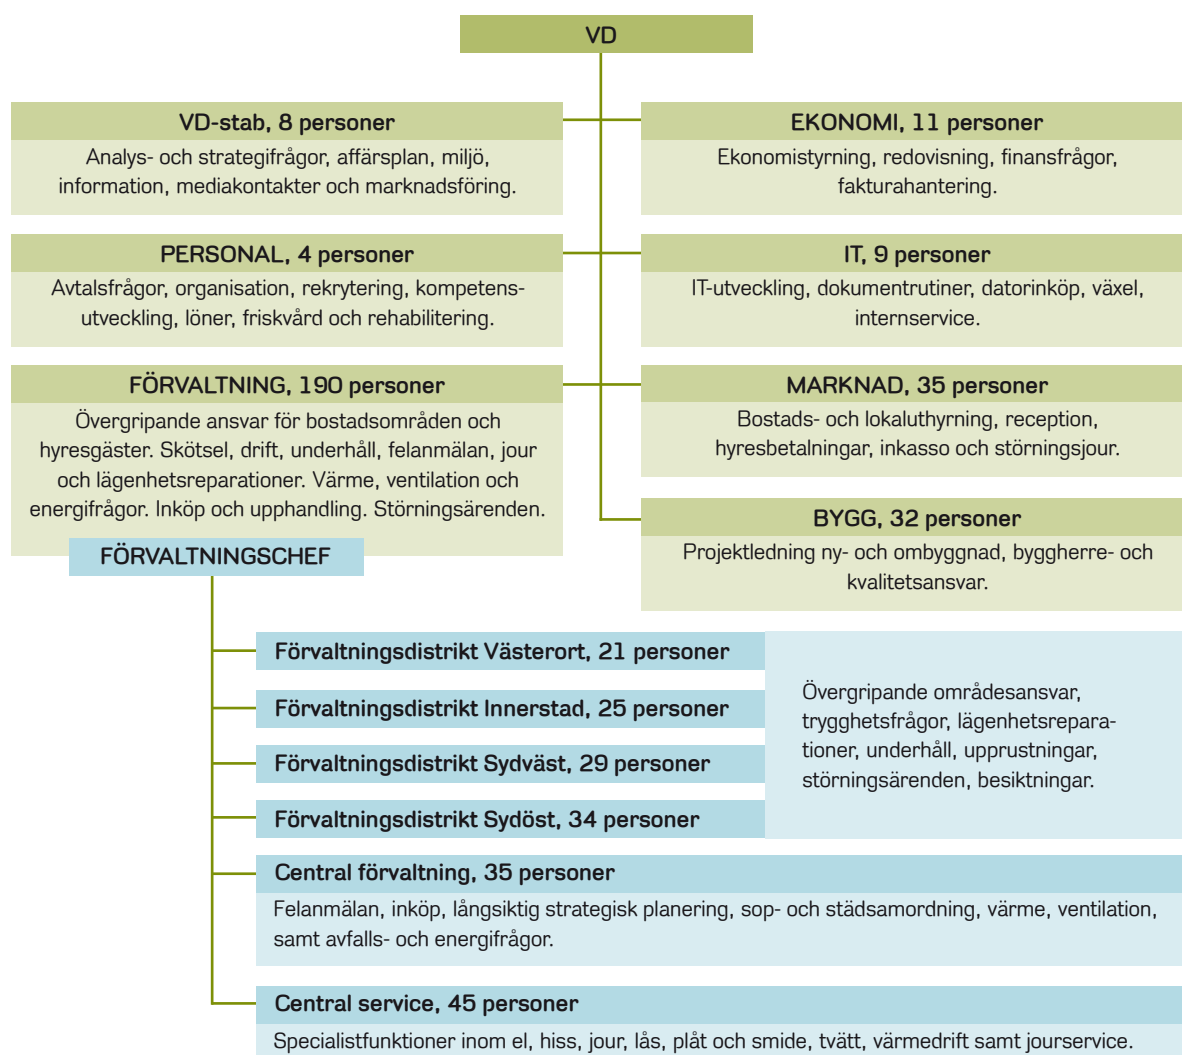 VD
VD-stab, 8 personer
Analys- och strategifrågor, affärsplan, miljö,
information, mediakontakter och marknadsföring.
EKONOMI, 11 personer
Ekonomistyrning, redovisning, finansfrågor,
fakturahantering.
PERSONAL, 4 personer
Avtalsfrågor, organisation, rekrytering, kompetens-
utveckling, löner, friskvård och rehabilitering.
IT, 9 personer
IT-utveckling, dokumentrutiner, datorinköp, växel,
internservice.
FÖRVALTNING, 190 personer
Övergripande ansvar för bostadsområden och
hyresgäster. Skötsel, drift, underhåll, felanmälan, jour
och lägenhetsreparationer. Värme, ventilation och
energifrågor. Inköp och upphandling. Störningsärenden.
MARKNAD, 35 personer
Bostads- och lokaluthyrning, reception,
hyresbetalningar, inkasso och störningsjour.
BYGG, 32 personer
Projektledning ny- och ombyggnad, byggherre- och
kvalitetsansvar.
FÖRVALTNINGSCHEF
Förvaltningsdistrikt Västerort, 21 personer
Förvaltningsdistrikt Innerstad, 25 personer
Förvaltningsdistrikt Sydväst, 29 personer
Förvaltningsdistrikt Sydöst, 34 personer
Övergripande områdesansvar,
trygghetsfrågor, lägenhetsrepara-
tioner, underhåll, upprustningar,
störningsärenden, besiktningar.
Central förvaltning, 35 personer
Felanmälan, inköp, långsiktig strategisk planering, sop- och städsamordning, värme, ventilation,
samt avfalls- och energifrågor.
Central service, 45 personer
Specialistfunktioner inom el, hiss, jour, lås, plåt och smide, tvätt, värmedrift samt jourservice.